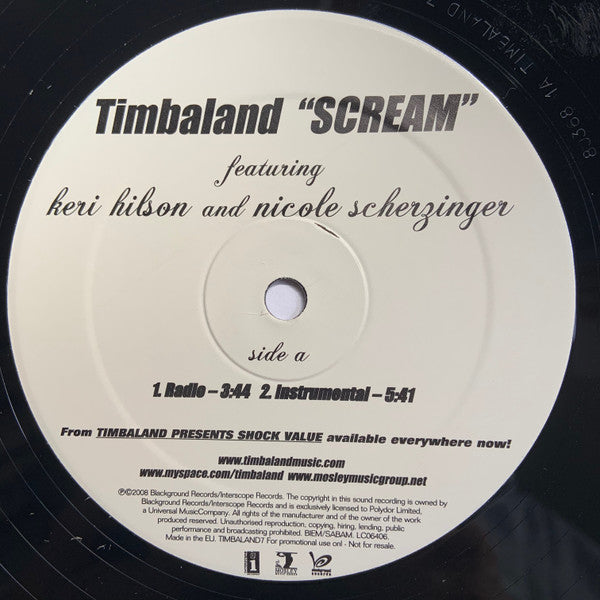 Timbaland "SCREAM"
featuring
keri hilson and nicole scherzinger
side a
1. Radio – 3:44 2. Instrumental – 5:41
From TIMBALAND PRESENTS SHOCK VALUE available everywhere now!
www.timbalandmusic.com
www.myspace.com/timbaland www.mosleymusicgroup.net
℗©2008 Blackground Records/Interscope Records. The copyright in this sound recording is owned by
Blackground Records/Interscope Records and is exclusively licensed to Polydor Limited,
a Universal MusicCompany. All rights of the manufacturer and of the owner of the work
produced reserved. Unauthorised reproduction, copying, hiring, lending, public
performance and broadcasting prohibited. BIEM/SABAM. LC06406.
Made in the EU. TIMBALAND7 For promotional use onl - Not for resale.